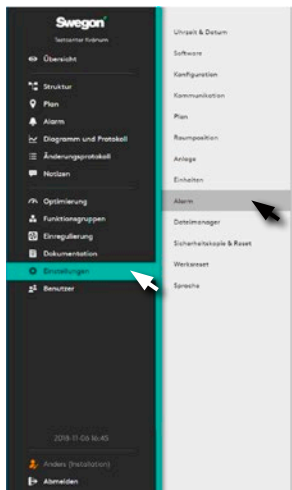 Swegon
Testcenter Kvänum
Übersicht
Struktur
Plan
Alarm
Diagramm und Protokoll
Änderungsprotokoll
Notizen
Optimierung
Funktionsgruppen
Einregulierung
Dokumentation
Einstellungen
Benutzer
2018-11-06 16:45
Anders (Installation)
Abmelden
Uhrzeit & Datum
Software
Konfiguration
Kommunikation
Plan
Raumposition
Anlage
Einheiten
Alarm
Dateimanager
Sicherheitskopie & Reset
Werksreset
Sprache